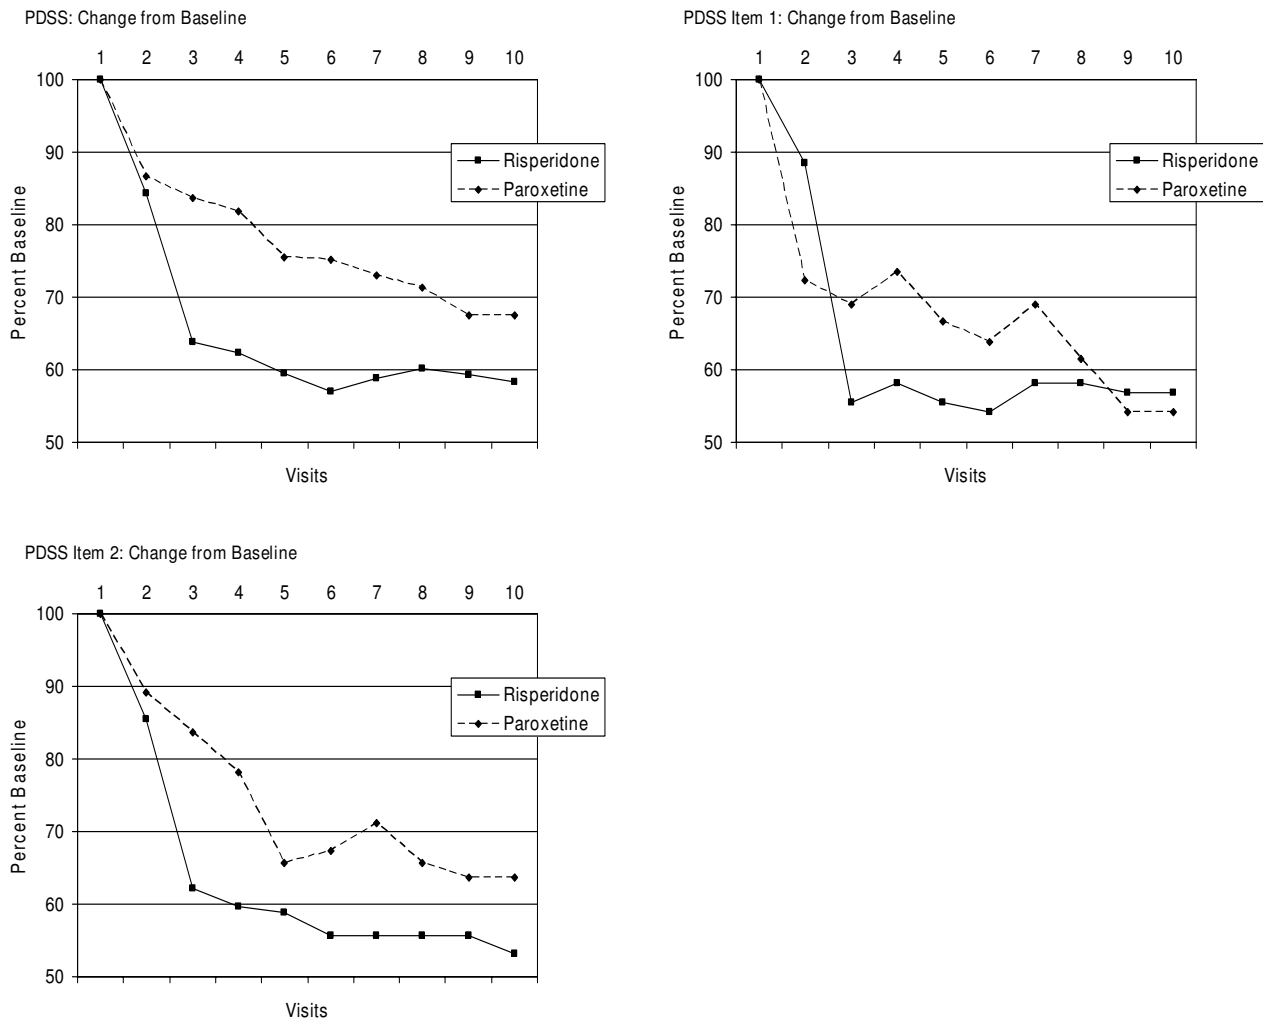 PDSS: Change from Baseline
1 2 3 4 5 6 7 8 9 10
100
90
80
70
60
50
Percent Baseline
Risperidone
Paroxetine
Visits
PDSS Item 1: Change from Baseline
1 2 3 4 5 6 7 8 9 10
100
90
80
70
60
50
Percent Baseline
Risperidone
Paroxetine
Visits
PDSS Item 2: Change from Baseline
1 2 3 4 5 6 7 8 9 10
100
90
80
70
60
50
Percent Baseline
Risperidone
Paroxetine
Visits